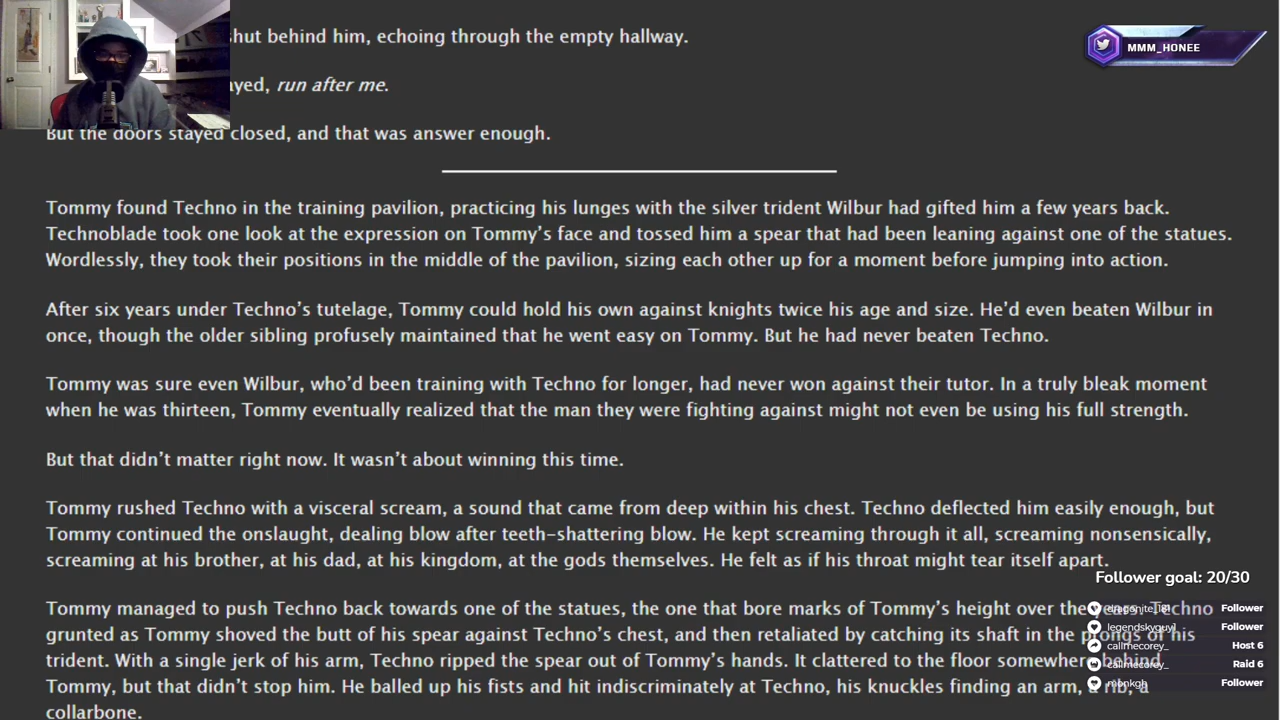 shut behind him, echoing through the empty hallway.
MMM_HONEE
ayed, run after me.
But the doors stayed closed, and that was answer enough.
Tommy found Techno in the training pavilion, practicing his lunges with the silver trident Wilbur had gifted him a few years back.
Technoblade took one look at the expression on Tommy’s face and tossed him a spear that had been leaning against one of the statues.
Wordlessly, they took their positions in the middle of the pavilion, sizing each other up for a moment before jumping into action.
After six years under Techno’s tutelage, Tommy could hold his own against knights twice his age and size. He’d even beaten Wilbur in
once, though the older sibling profusely maintained that he went easy on Tommy. But he had never beaten Techno.
Tommy was sure even Wilbur, who’d been training with Techno for longer, had never won against their tutor. In a truly bleak moment
when he was thirteen, Tommy eventually realized that the man they were fighting against might not even be using his full strength.
But that didn’t matter right now. It wasn’t about winning this time.
Tommy rushed Techno with a visceral scream, a sound that came from deep within his chest. Techno deflected him easily enough, but
Tommy continued the onslaught, dealing blow after teeth-shattering blow. He kept screaming through it all, screaming nonsensically,
screaming at his brother, at his dad, at his kingdom, at the gods themselves. He felt as if his throat might tear itself apart.
Follower goal: 20/30
Tommy managed to push Techno back towards one of the statues, the one that bore marks of Tommy’s height over the years. Techno
grunted as Tommy shoved the butt of his spear against Techno’s chest, and then retaliated by catching its shaft in the prongs of his
trident. With a single jerk of his arm, Techno ripped the spear out of Tommy’s hands. It clattered to the floor somewhere behind
Tommy, but that didn’t stop him. He balled up his fists and hit indiscriminately at Techno, his knuckles finding an arm, a rib, a
collarbone.
Follower
legendskyguy1 Follower
callmecorey_ Host 6
callmecorey_ Raid 6
Follower